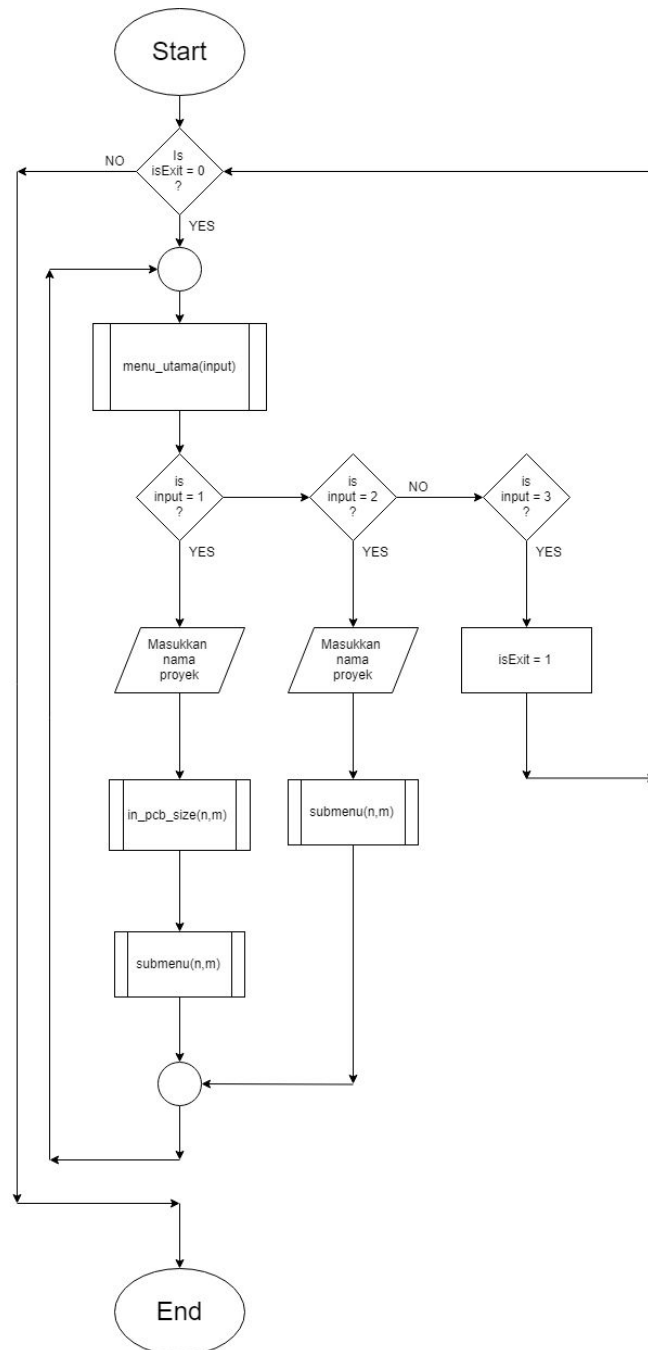 Start
Is
isExit = 0
?
NO
YES
menu_utama(input)
is
input = 1
?
is
input = 2
?
NO
is
input = 3
?
YES
YES
YES
Masukkan
nama
proyek
Masukkan
nama
proyek
isExit = 1
in_pcb_size(n,m)
submenu(n,m)
submenu(n,m)
End